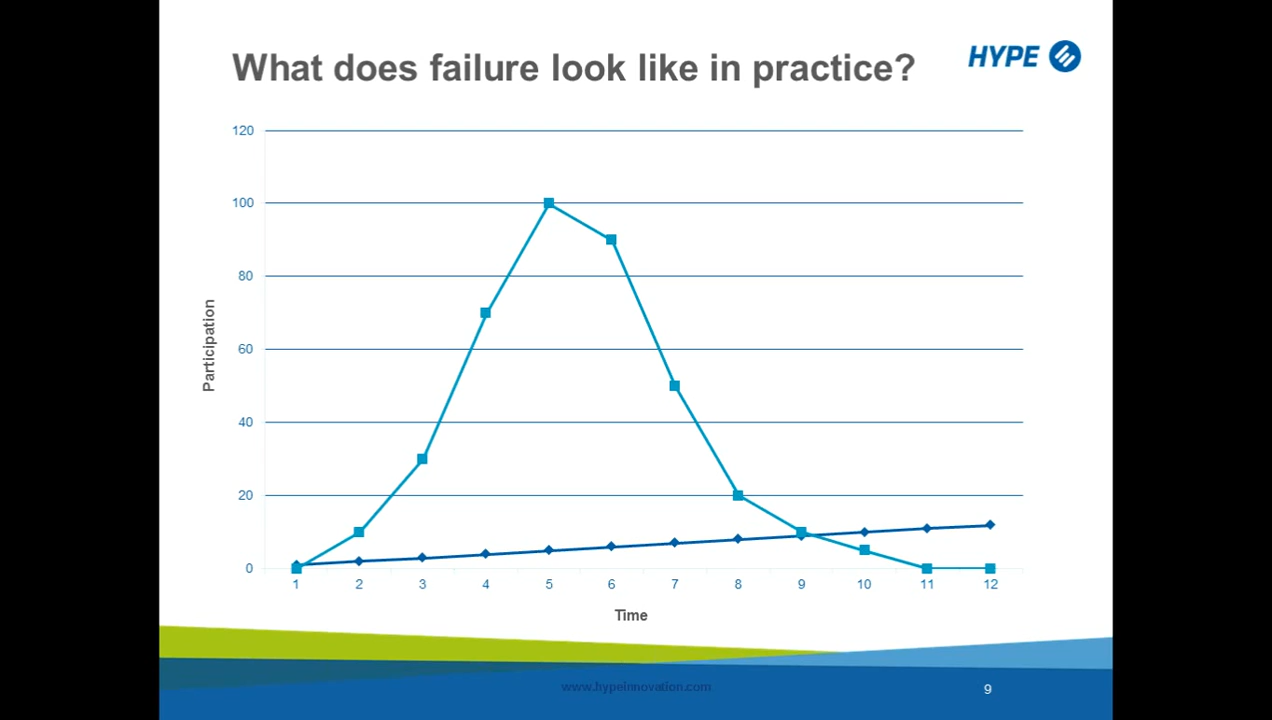 What does failure look like in practice?
HYPE
120
100
80
60
40
20
0
Participation
1 2 3 4 5 6 7 8 9 10 11 12
Time
www.hypeinnovation.com
9